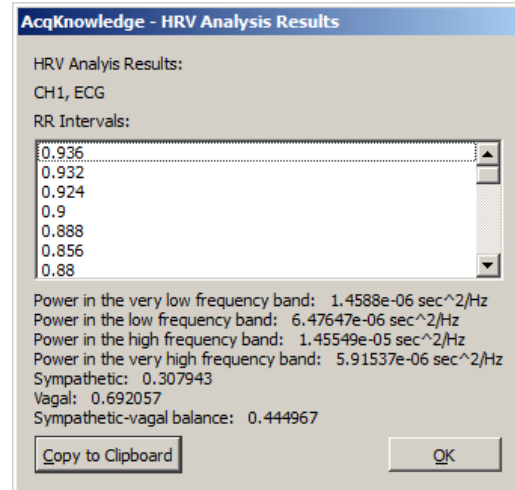 AcqKnowledge - HRV Analysis Results
HRV Analyis Results:
CH1, ECG
RR Intervals:
0.936
0.932
0.924
0.9
0.888
0.856
0.88
Power in the very low frequency band:  1.4588e-06 sec^2/Hz
Power in the low frequency band:  6.47647e-06 sec^2/Hz
Power in the high frequency band:  1.45549e-05 sec^2/Hz
Power in the very high frequency band:  5.91537e-06 sec^2/Hz
Sympathetic:  0.307943
Vagal:  0.692057
Sympathetic-vagal balance:  0.444967
Copy to Clipboard OK